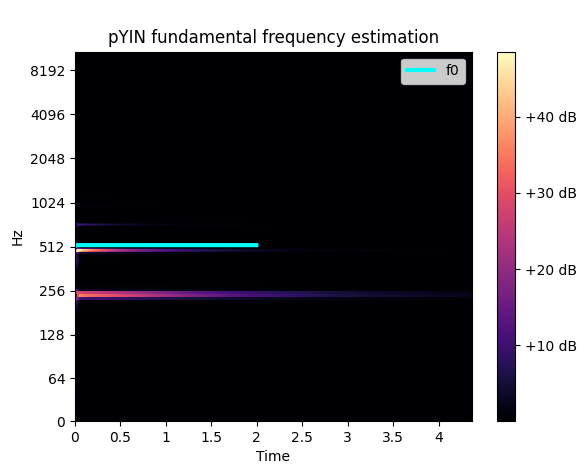 pYIN fundamental frequency estimation
f0
8192
4096
2048
1024
512
256
128
64
0
Hz
0
0.5
1
1.5
2
2.5
3
3.5
4
Time
+40 dB
+30 dB
+20 dB
+10 dB